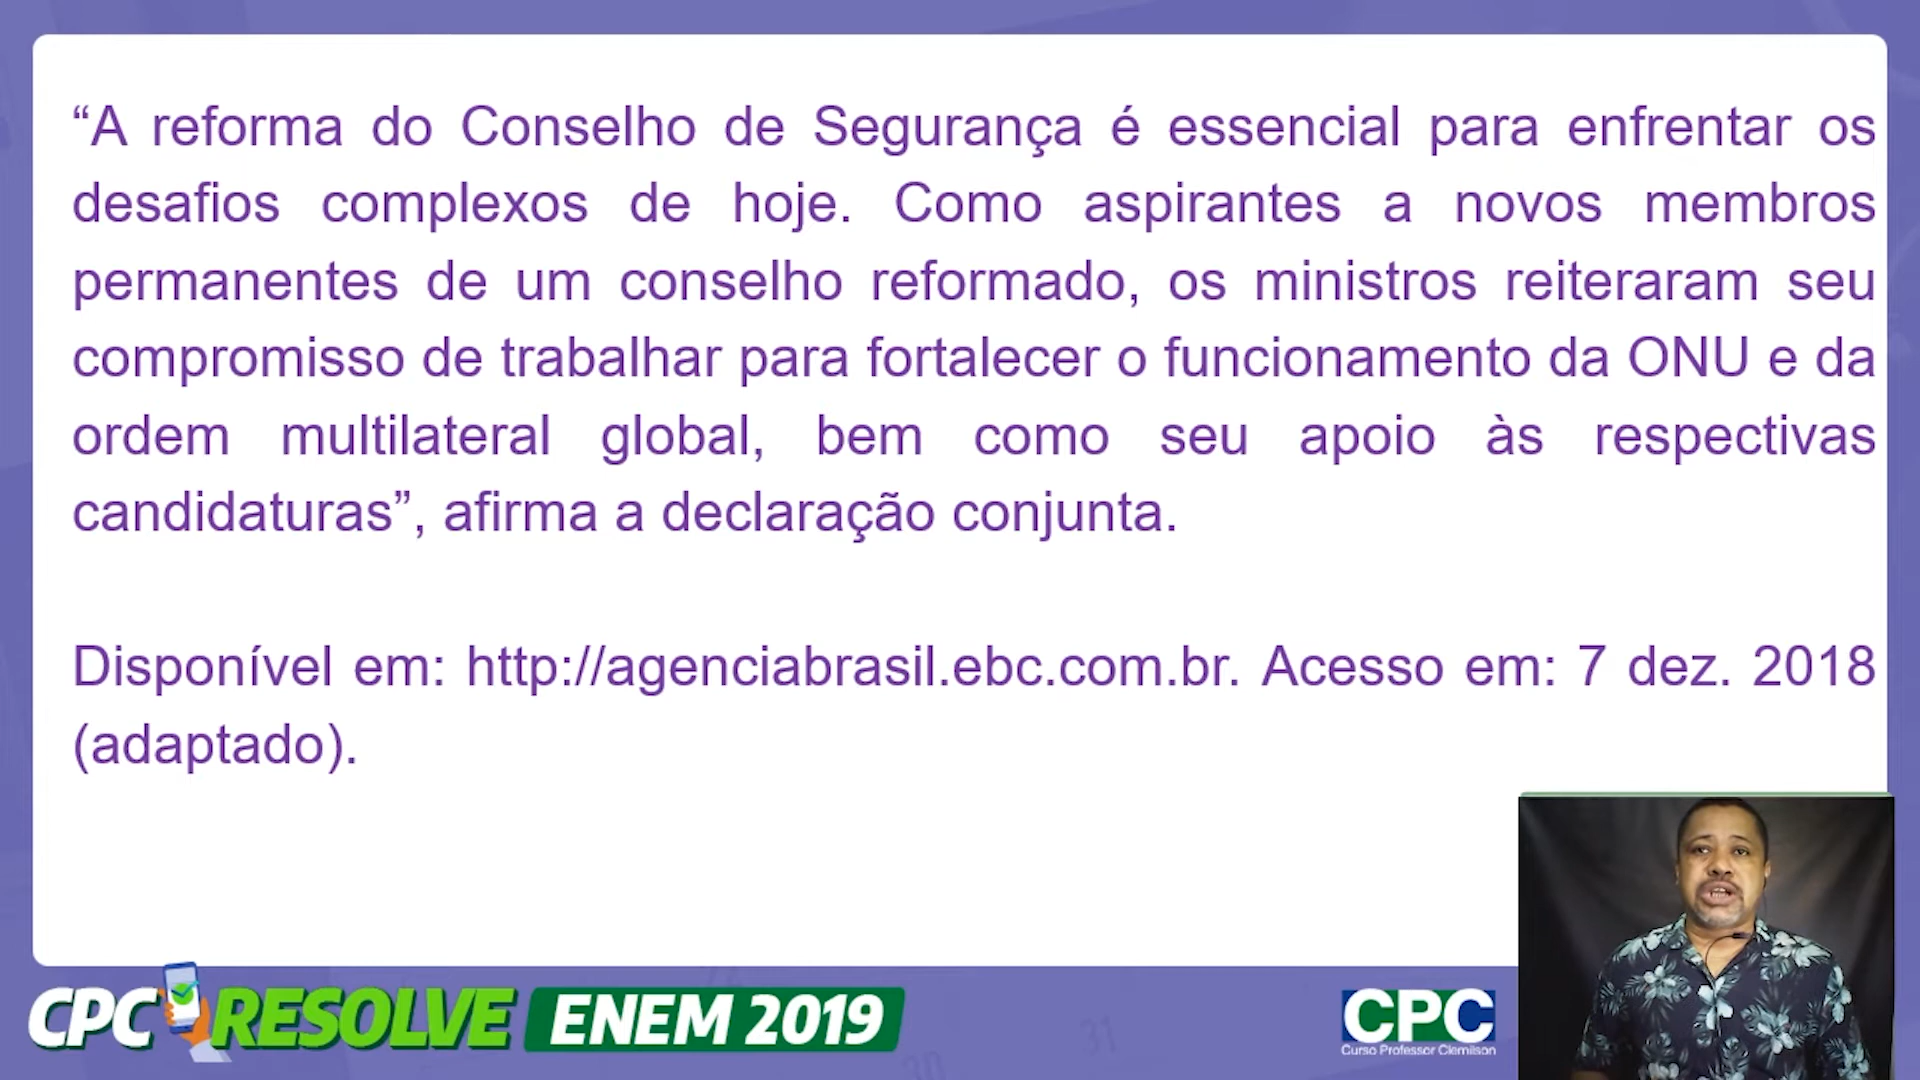 “A reforma do Conselho de Segurança é essencial para enfrentar os
desafios complexos de hoje. Como aspirantes a novos membros
permanentes de um conselho reformado, os ministros reiteraram seu
compromisso de trabalhar para fortalecer o funcionamento da ONU e da
ordem multilateral global, bem como seu apoio às respectivas
candidaturas”, afirma a declaração conjunta.
Disponível em: http://agenciabrasil.ebc.com.br. Acesso em: 7 dez. 2018
(adaptado).
CPC RESOLVE ENEM 2019
CPC
Curso Professor Clemilson
30
31